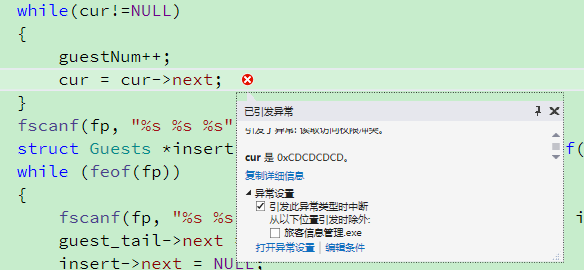 while(cur!=NULL)
{
guestNum++;
cur = cur->next;
}
fscanf(fp, "%s %s %s"
struct Guests *insert
f(
while (feof(fp))
{
fscanf(fp, "%s %s
i
guest_tail->next
insert->next = NULL;
已引发异常
引发了异常: 读取访问权限冲突。
cur 是 0xCDCDCDCD。
复制详细信息
异常设置
引发此异常类型时中断
从以下位置引发时除外:
旅客信息管理.exe
打开异常设置 | 编辑条件